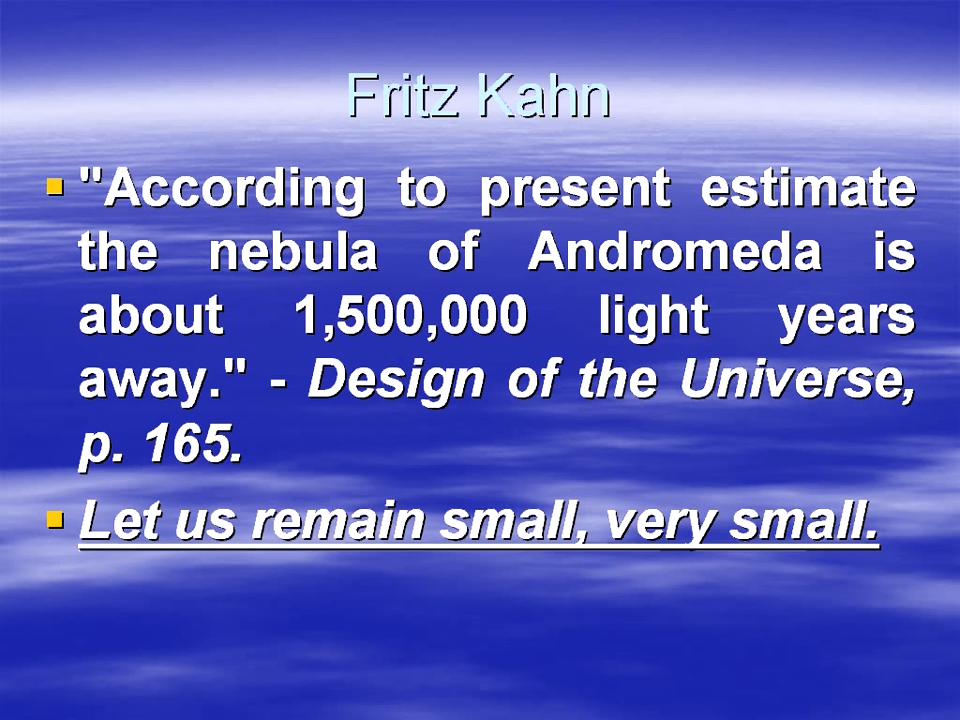 Fritz Kahn
"According to present estimate
the nebula of Andromeda is
about 1,500,000 light years
away." - Design of the Universe,
p. 165.
Let us remain small, very small.